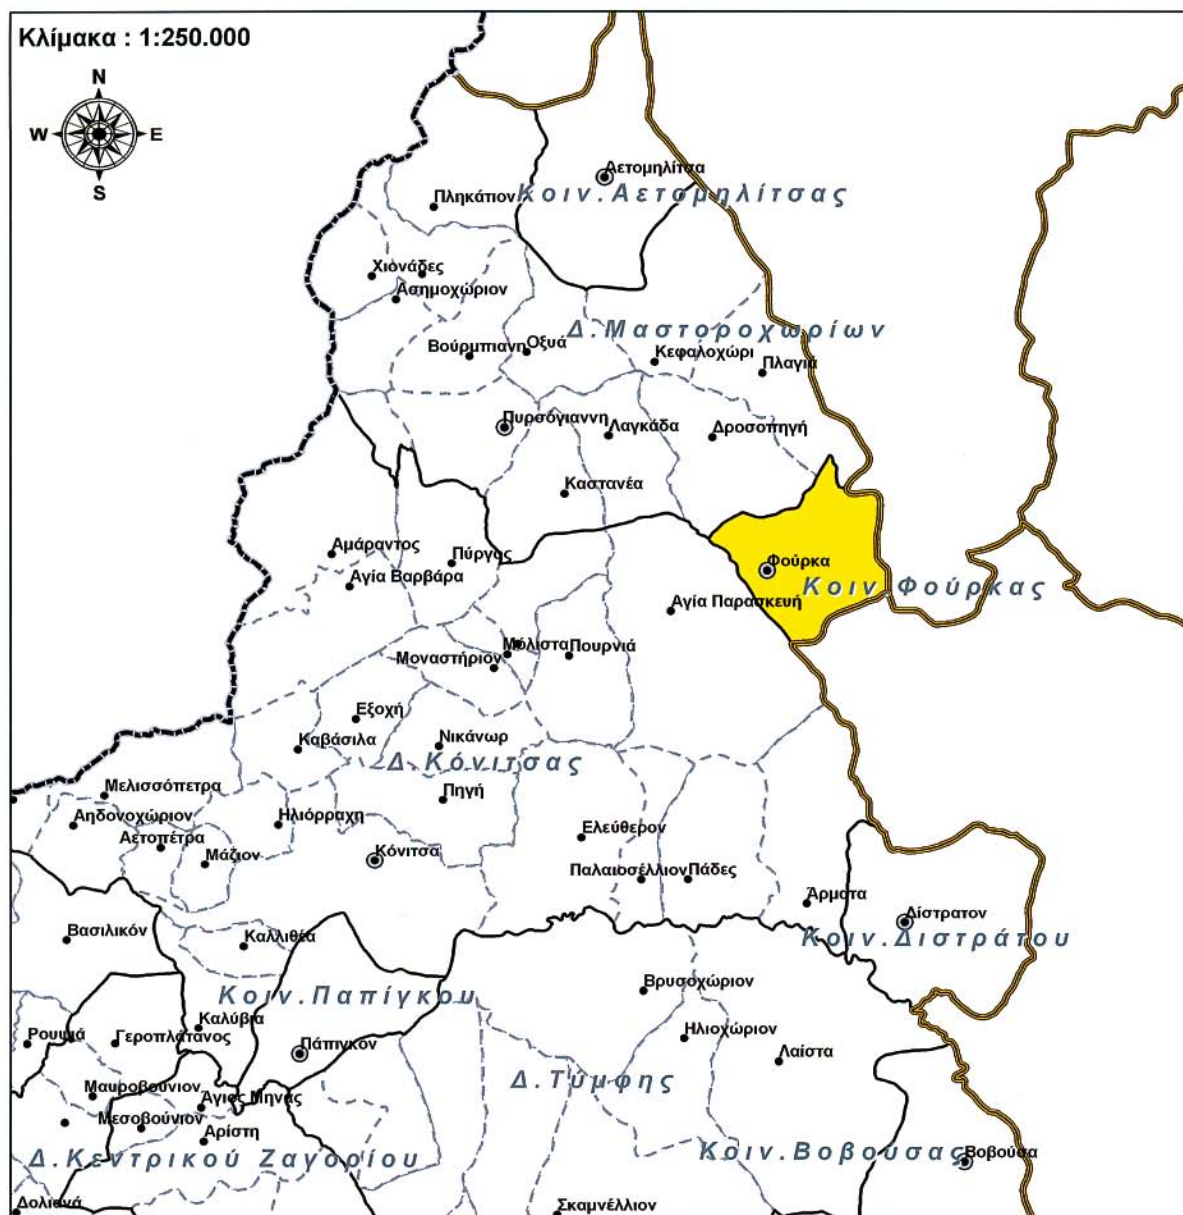 Κλίμακα : 1:250.000
N
W E
S
Αετομηλίτσα
Κοιν.Αετομηλίτσας
Πληκάτιον
Χιονάδες
Ασημοχώριον
Δ.Μαστοροχωρίων
Βούρμπιανη
Οξυά
Κεφαλοχώρι
Πλαγιά
Πυρσόγιαννη
Λαγκάδα
Δροσοπηγή
Καστανέα
Αμάραντος
Πύργος
Φούρκα
Αγία Βαρβάρα
Κοιν.Φούρκας
Αγία Παρασκευή
Μόλιστα
Πουρνιά
Μοναστήριον
Εξοχή
Καβάσιλα
Νικάνωρ
Δ.Κόνιτσας
Μελισσόπετρα
Πηγή
Αηδονοχώριον
Ηλιόρραχη
Ελεύθερον
Αετοπέτρα
Μάζιον
Κόνιτσα
Παλαιοσέλλιον
Πάδες
Άρματα
Δίστρατον
Βασιλικόν
Καλλιθέα
Κοιν.Διστράτου
Βρυσοχώριον
Κοιν.Παπίγκου
Καλύβια
Ρουψιά
Γεροπλάτανος
Πάπιγκον
Ηλιοχώριον
Λαίστα
Δ.Τύμφης
Μαυροβούνιον
Άγιος Μηνάς
Μεσοβούνιον
Αρίστη
Κοιν.Βοβούσας
Βοβούσα
Δ.Κεντρικού Ζαγορίου
Δολιανά
Σκαμνέλλιον